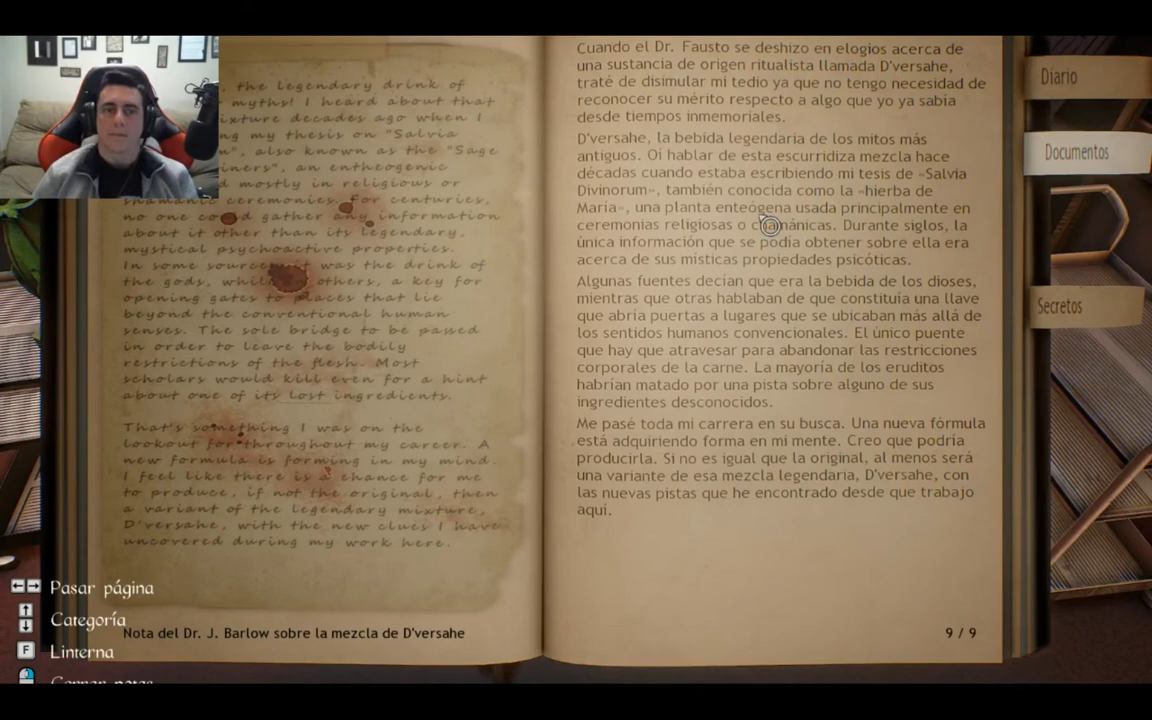 the legendary drink of
myths! I heard about that
decades ago when I
my thesis on "Salvia
also known as the "Sage
an entheogenic
mostly in religious or
shamanic ceremonies. For centuries,
no one could gather any information
about it other than its legendary,
mystical psychoactive properties.
In some sources it was the drink of
the gods, while others, a key for
opening gates to places that lie
beyond the conventional human
senses. The sole bridge to be passed
in order to leave the bodily
restrictions of the flesh. Most
scholars would kill even for a hint
about one of its lost ingredients.
That's something I was on the
lookout for throughout my career. A
new formula is forming in my mind.
I feel like there is a chance for me
to produce, if not the original, then
a variant of the legendary mixture,
D'versahe, with the new clues I have
uncovered during my work here.
Nota del Dr. J. Barlow sobre la mezcla de D'versahe
Cuando el Dr. Fausto se deshizo en elogios acerca de
una sustancia de origen ritualista llamada D'versahe,
traté de disimular mi tedio ya que no tengo necesidad de
reconocer su mérito respecto a algo que yo ya sabía
desde tiempos inmemoriales.
D'versahe, la bebida legendaria de los mitos más
antiguos. Oí hablar de esta escurridiza mezcla hace
décadas cuando estaba escribiendo mi tesis de «Salvia
Divinorum», también conocida como la «hierba de
María», una planta enteógena usada principalmente en
ceremonias religiosas o chamánicas. Durante siglos, la
única información que se podía obtener sobre ella era
acerca de sus místicas propiedades psicóticas.
Algunas fuentes decían que era la bebida de los dioses,
mientras que otras hablaban de que constituía una llave
que abría puertas a lugares que se ubicaban más allá de
los sentidos humanos convencionales. El único puente
que hay que atravesar para abandonar las restricciones
corporales de la carne. La mayoría de los eruditos
habrían matado por una pista sobre alguno de sus
ingredientes desconocidos.
Me pasé toda mi carrera en su busca. Una nueva fórmula
está adquiriendo forma en mi mente. Creo que podría
producirla. Si no es igual que la original, al menos será
una variante de esa mezcla legendaria, D'versahe, con
las nuevas pistas que he encontrado desde que trabajo
aquí.
9 / 9
Diario
Documentos
Secretos
Pasar página
Categoría
F Linterna